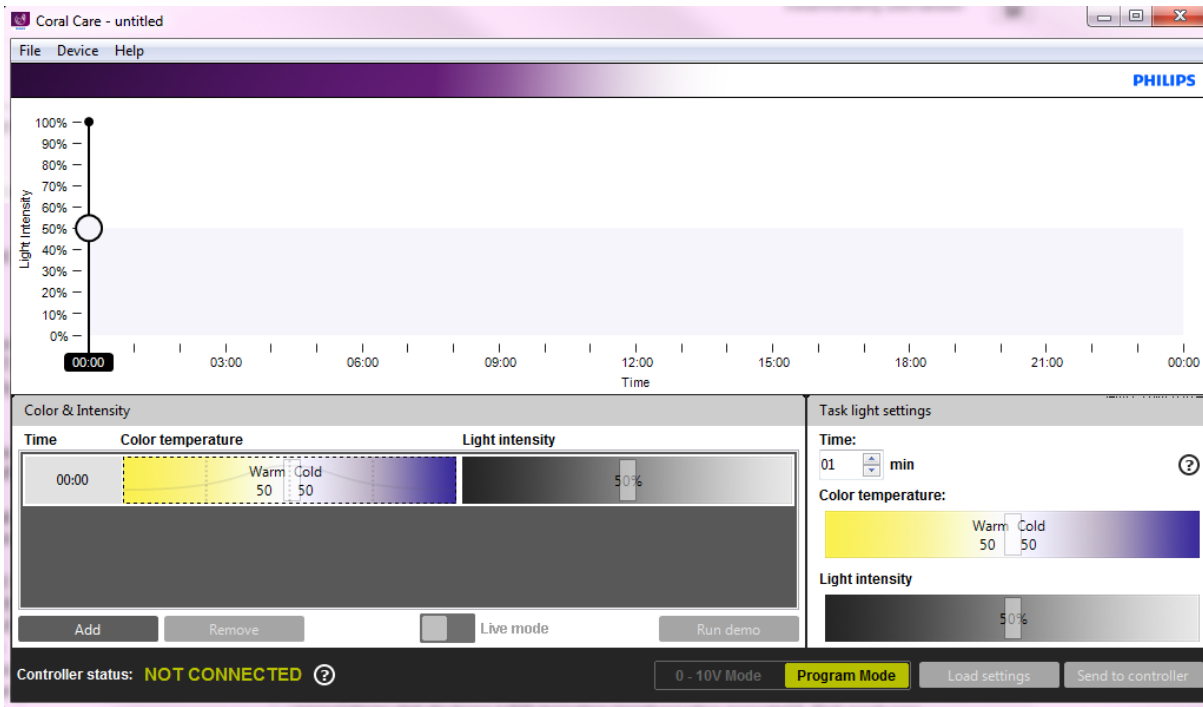 Coral Care - untitled
File Device Help
PHILIPS
100%
90%
80%
70%
60%
50%
40%
30%
20%
10%
0%
Light Intensity
00:00 03:00 06:00 09:00 12:00 15:00 18:00 21:00 00:00
Time
Color & Intensity
Time Color temperature Light intensity
00:00 Warm Cold
50 50 50%
Add Remove Live mode Run demo
Task light settings
Time:
01 min ?
Color temperature:
Warm Cold
50 50
Light intensity
50%
Controller status: NOT CONNECTED ? 0 - 10V Mode Program Mode Load settings Send to controller